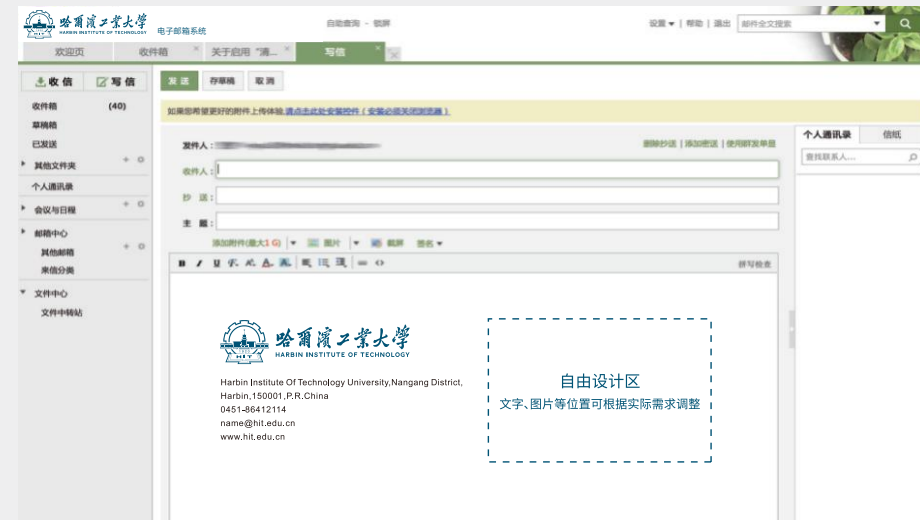 哈爾濱工業大學
HARBIN INSTITUTE OF TECHNOLOGY
电子邮箱系统
自助查询 - 锁屏
设置 | 帮助 | 退出
邮件全文搜索
欢迎页
收件箱
关于启用“清...
写信
收信
写信
发送
存草稿
取消
收件箱 (40)
草稿箱
已发送
其他文件夹
个人通讯录
会议与日程
邮箱中心
其他邮箱
来信分类
文件中心
文件中转站
如果您希望更好的附件上传体验,请点击此处安装控件(安装必须关闭浏览器)
发件人:
删除抄送 | 添加密送 | 使用群发单显
收件人:
抄 送:
主 题:
添加附件(最大1 G)
图片
截屏
签名
拼写检查
个人通讯录
信纸
查找联系人...
哈爾濱工業大學
HARBIN INSTITUTE OF TECHNOLOGY
HIT
Harbin Institute Of Technology University,Nangang District,
Harbin,150001,P.R.China
0451-86412114
name@hit.edu.cn
www.hit.edu.cn
自由设计区
文字、图片等位置可根据实际需求调整